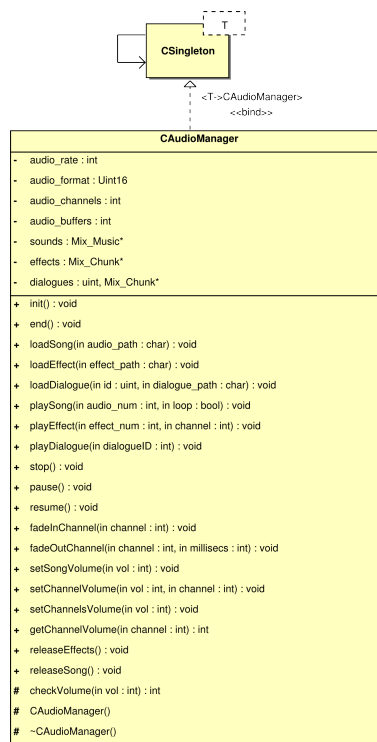 T
CSingleton
<T->CAudioManager>
<<bind>>
CAudioManager
- audio_rate : int
- audio_format : Uint16
- audio_channels : int
- audio_buffers : int
- sounds : Mix_Music*
- effects : Mix_Chunk*
- dialogues : uint, Mix_Chunk*
+ init() : void
+ end() : void
+ loadSong(in audio_path : char) : void
+ loadEffect(in effect_path : char) : void
+ loadDialogue(in id : uint, in dialogue_path : char) : void
+ playSong(in audio_num : int, in loop : bool) : void
+ playEffect(in effect_num : int, in channel : int) : void
+ playDialogue(in dialogueID : int) : void
+ stop() : void
+ pause() : void
+ resume() : void
+ fadeInChannel(in channel : int) : void
+ fadeOutChannel(in channel : int, in millisecs : int) : void
+ setSongVolume(in vol : int) : void
+ setChannelVolume(in vol : int, in channel : int) : void
+ setChannelsVolume(in vol : int) : void
+ getChannelVolume(in channel : int) : int
+ releaseEffects() : void
+ releaseSong() : void
# checkVolume(in vol : int) : int
# CAudioManager()
# ~CAudioManager()